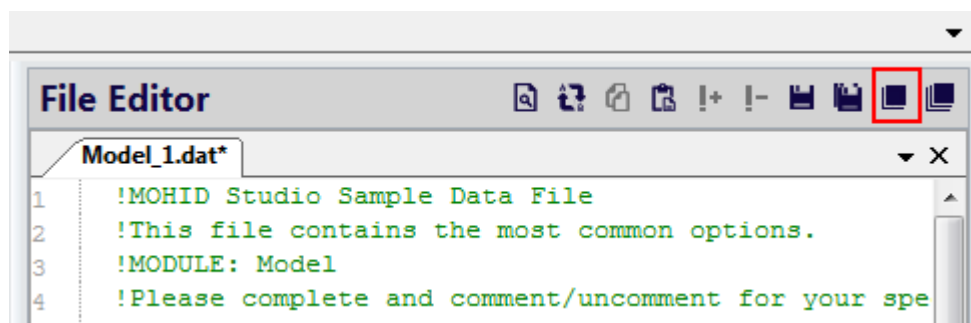 File Editor
!+ !-
Model_1.dat*
1 !MOHID Studio Sample Data File
2 !This file contains the most common options.
3 !MODULE: Model
4 !Please complete and comment/uncomment for your spe